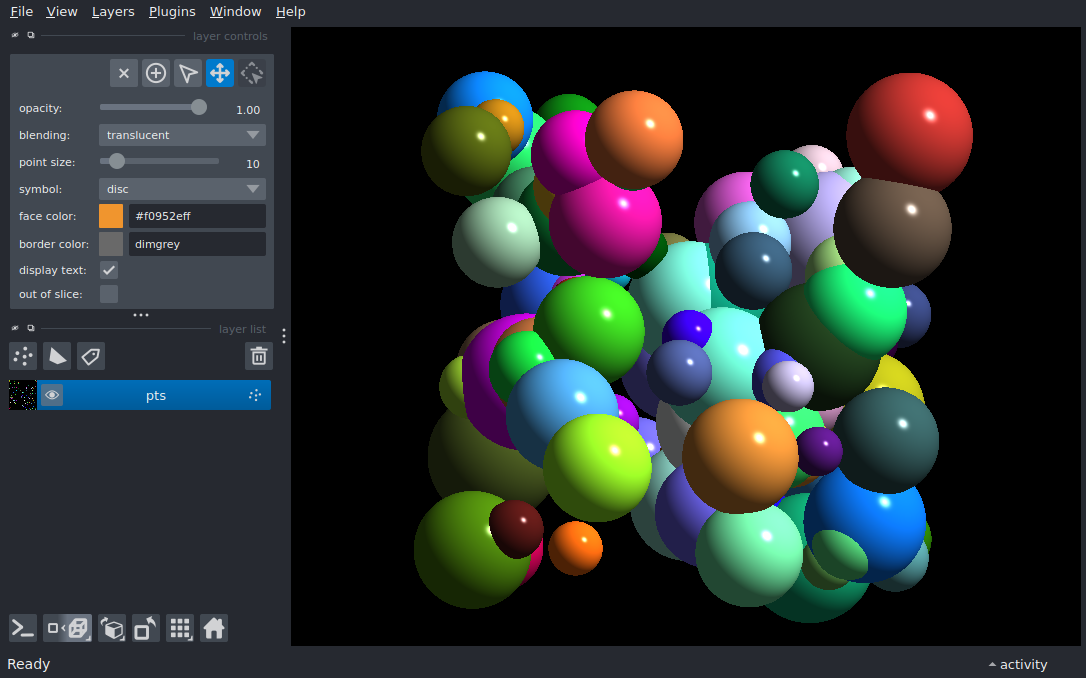 File View Layers Plugins Window Help
layer controls
opacity: 1.00
blending: translucent
point size: 10
symbol: disc
face color: #f0952eff
border color: dimgrey
display text:
out of slice:
layer list
pts
Ready
activity